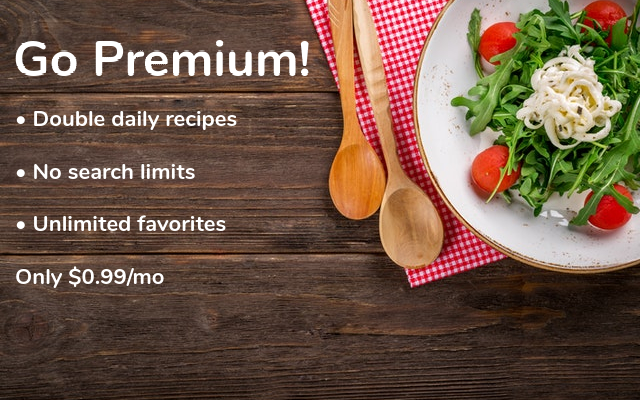 Go Premium!
• Double daily recipes
• No search limits
• Unlimited favorites
Only $0.99/mo